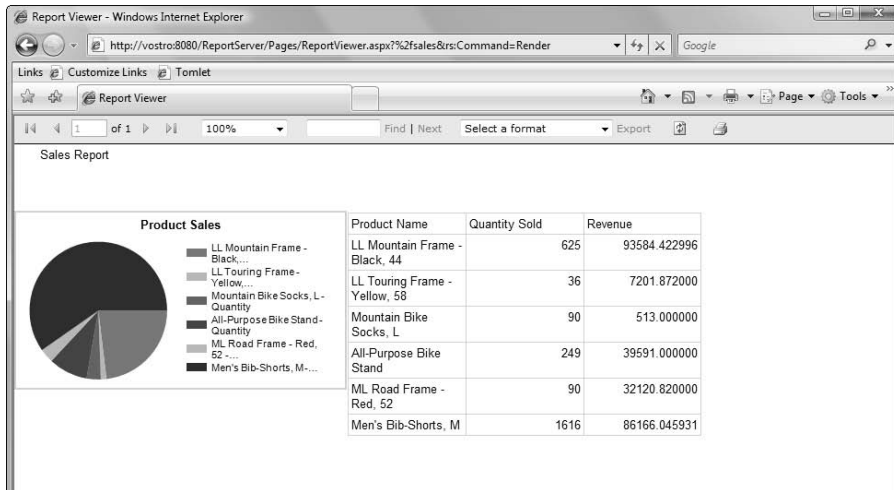 Report Viewer - Windows Internet Explorer
http://vostro:8080/ReportServer/Pages/ReportViewer.aspx?%2fsales&rs:Command=Render
Google
Links Customize Links Tomlet
Report Viewer
Page Tools
1 of 1 100% Find | Next Select a format Export
Sales Report
Product Sales
LL Mountain Frame -
Black,...
LL Touring Frame -
Yellow,...
Mountain Bike Socks, L -
Quantity
All-Purpose Bike Stand -
Quantity
ML Road Frame - Red,
52 -...
Men's Bib-Shorts, M-...
Product Name Quantity Sold Revenue
LL Mountain Frame - 625 93584.422996
Black, 44
LL Touring Frame - 36 7201.872000
Yellow, 58
Mountain Bike 90 513.000000
Socks, L
All-Purpose Bike 249 39591.000000
Stand
ML Road Frame - 90 32120.820000
Red, 52
Men's Bib-Shorts, M 1616 86166.045931